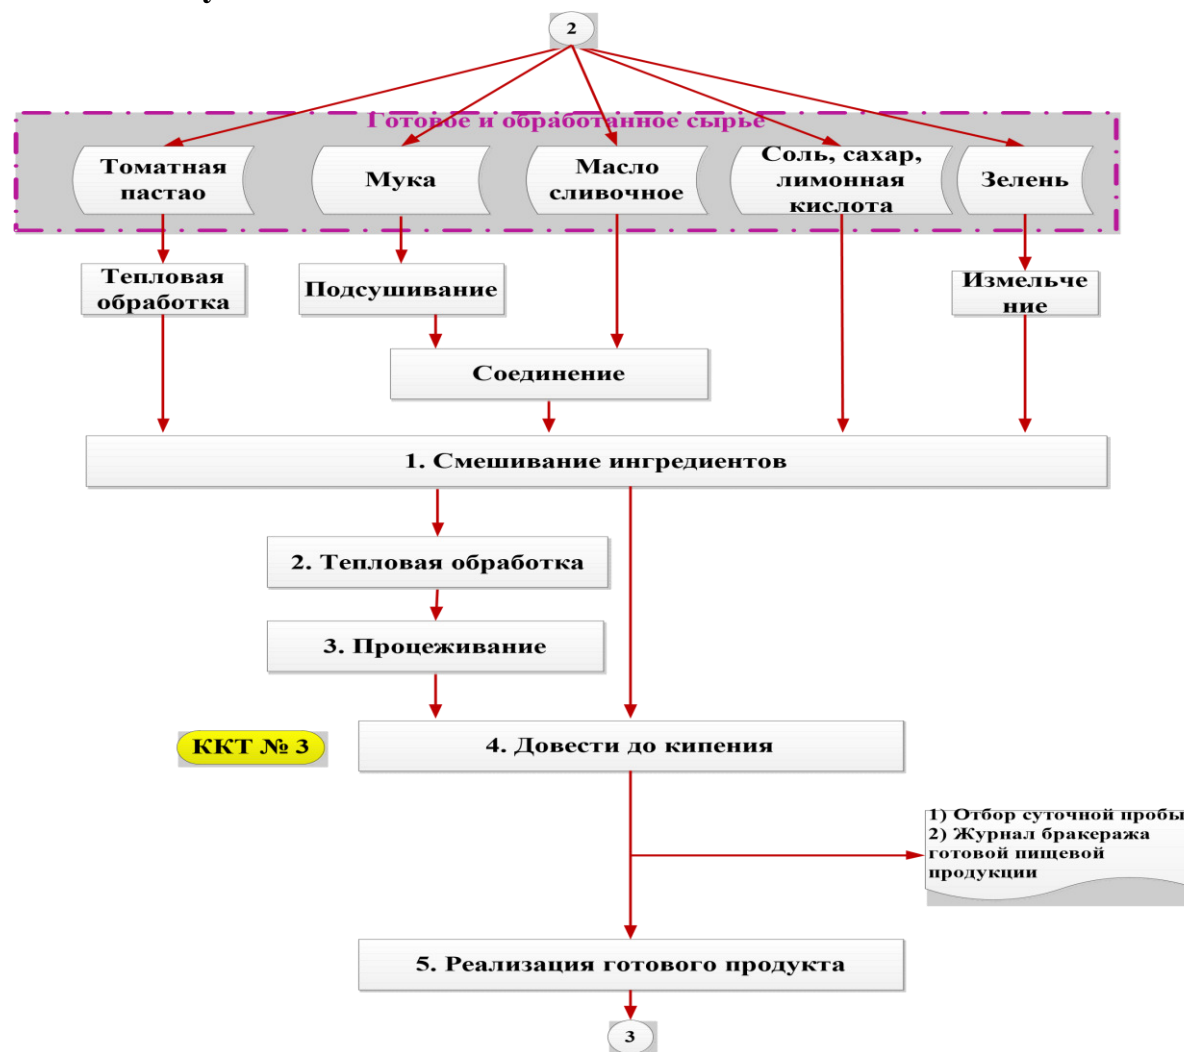 2
Готовое и обработанное сырье
Томатная
пастао
Мука
Масло
сливочное
Соль, сахар,
лимонная
кислота
Зелень
Тепловая
обработка
Подсушивание
Измельче
ние
Соединение
1. Смешивание ингредиентов
2. Тепловая обработка
3. Процеживание
ККТ № 3
4. Довести до кипения
1) Отбор суточной пробы
2) Журнал бракеража
готовой пищевой
продукции
5. Реализация готового продукта
3